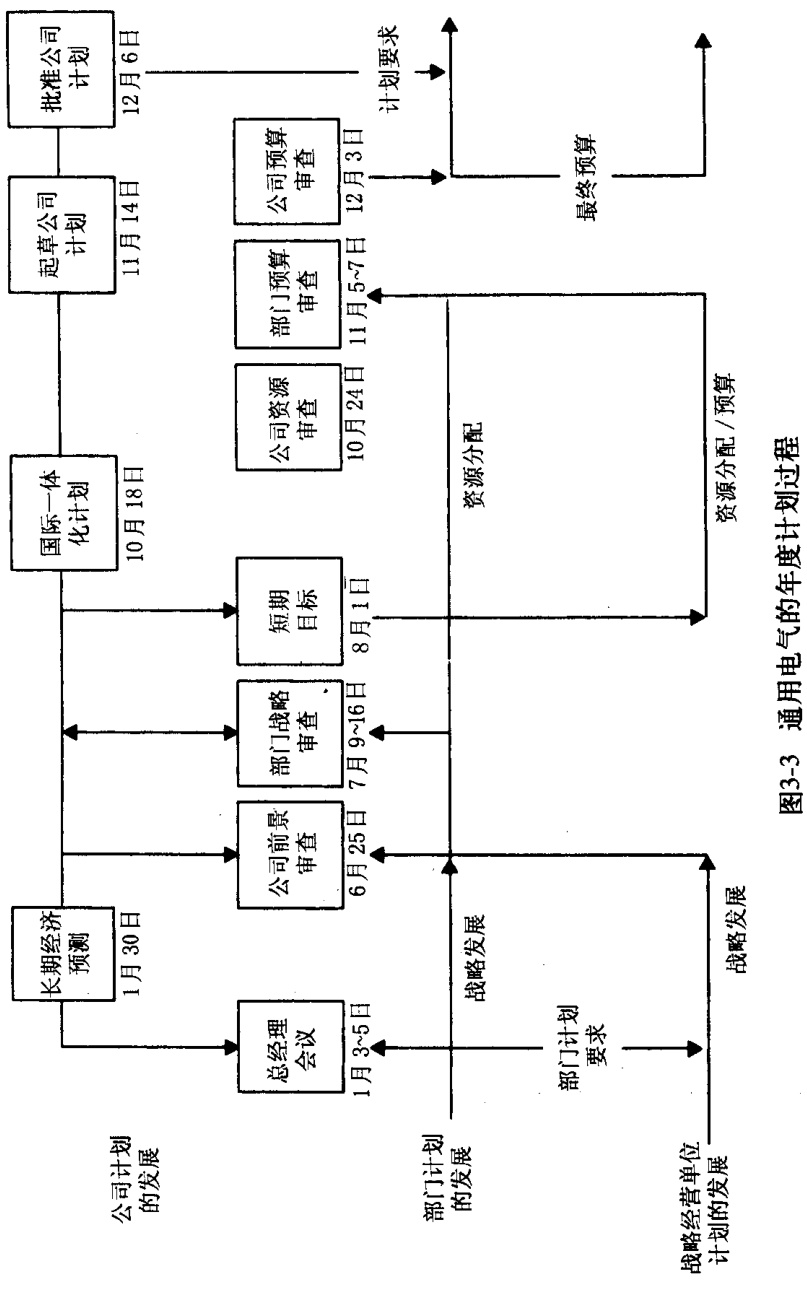 公司计划
的发展
长期经济
预测
1月30日
国际一体
化计划
10月18日
起草公司
计划
11月14日
批准公司
计划
12月6日
总经理
会议
1月3~5日
公司前景
审查
6月25日
部门战略
审查
7月9~16日
短期
目标
8月1日
公司资源
审查
10月24日
部门预算
审查
11月5~7日
公司预算
审查
12月3日
计划要求
部门计划
的发展
战略发展
资源分配
部门计划
要求
最终预算
战略经营单位
计划的发展
战略发展
资源分配/预算
图3-3 通用电气的年度计划过程